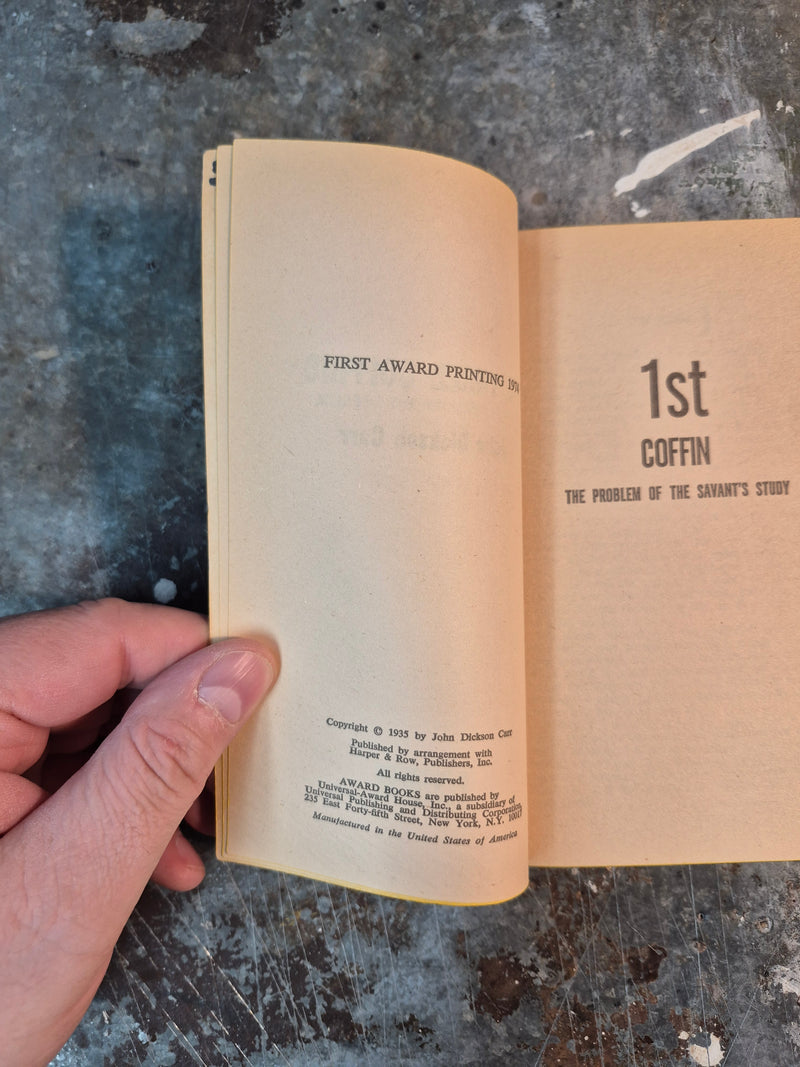 FIRST AWARD PRINTING 1974
Copyright © 1935 by John Dickson Carr
Published by arrangement with
Harper & Row, Publishers, Inc.
All rights reserved.
AWARD BOOKS are published by
Universal-Award House, Inc., a subsidiary of
Universal Publishing and Distributing Corporation,
235 East Forty-fifth Street, New York, N.Y. 10017
Manufactured in the United States of America
1st
COFFIN
THE PROBLEM OF THE SAVANT'S STUDY